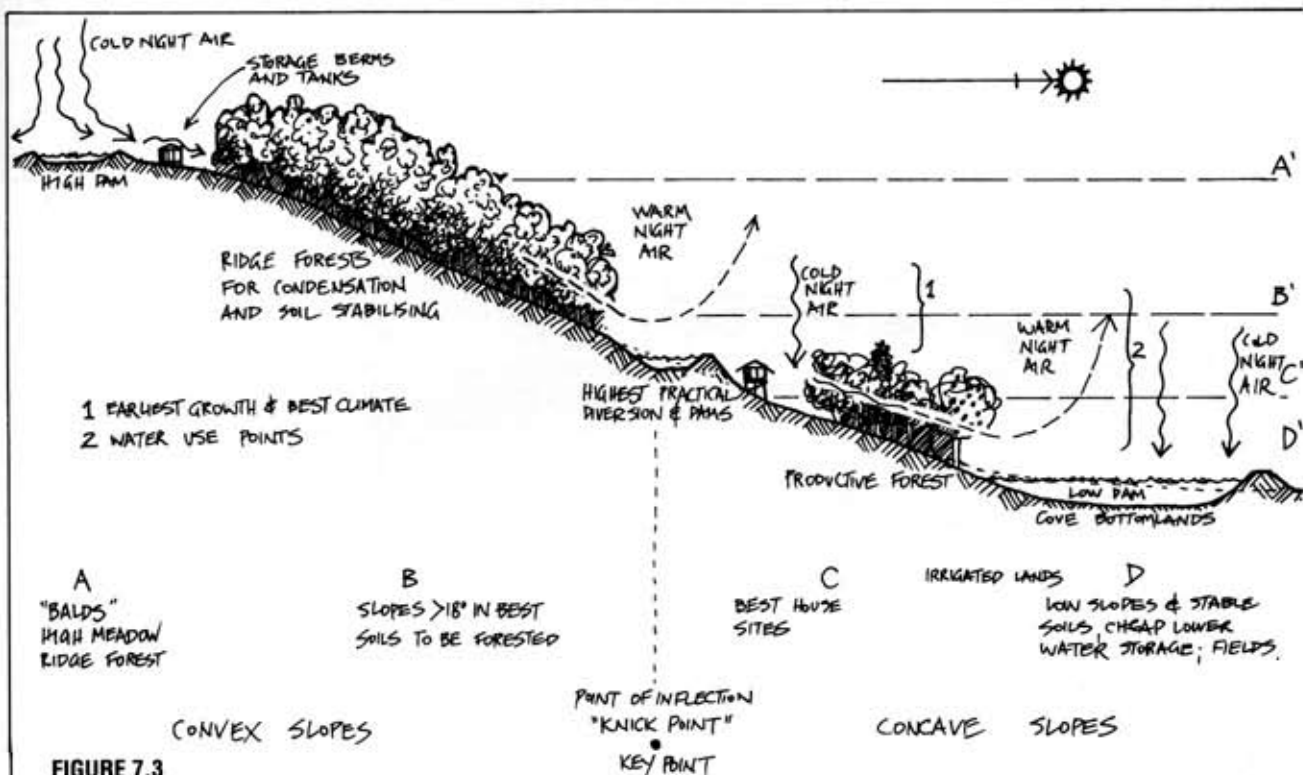 COLD NIGHT AIR
STORAGE BERMS
AND TANKS
HIGH DAM
A'
WARM
NIGHT
AIR
RIDGE FORESTS
FOR CONDENSATION
AND SOIL STABILISING
COLD
NIGHT
AIR
1
B'
WARM
NIGHT
AIR
2
COLD
NIGHT
AIR
C'
HIGHEST PRACTICAL
DIVERSION & DAMS
1 EARLIEST GROWTH & BEST CLIMATE
2 WATER USE POINTS
D'
PRODUCTIVE FOREST
LOW DAM
COVE BOTTOMLANDS
A
"BALDS"
HIGH MEADOW
RIDGE FOREST
B
SLOPES >18° IN BEST
SOILS TO BE FORESTED
C
BEST HOUSE
SITES
IRRIGATED LANDS
D
LOW SLOPES & STABLE
SOILS, CHEAP LOWER
WATER STORAGE; FIELDS.
CONVEX SLOPES
POINT OF INFLECTION
"KNICK POINT"
KEY POINT
CONCAVE SLOPES
FIGURE 7.3